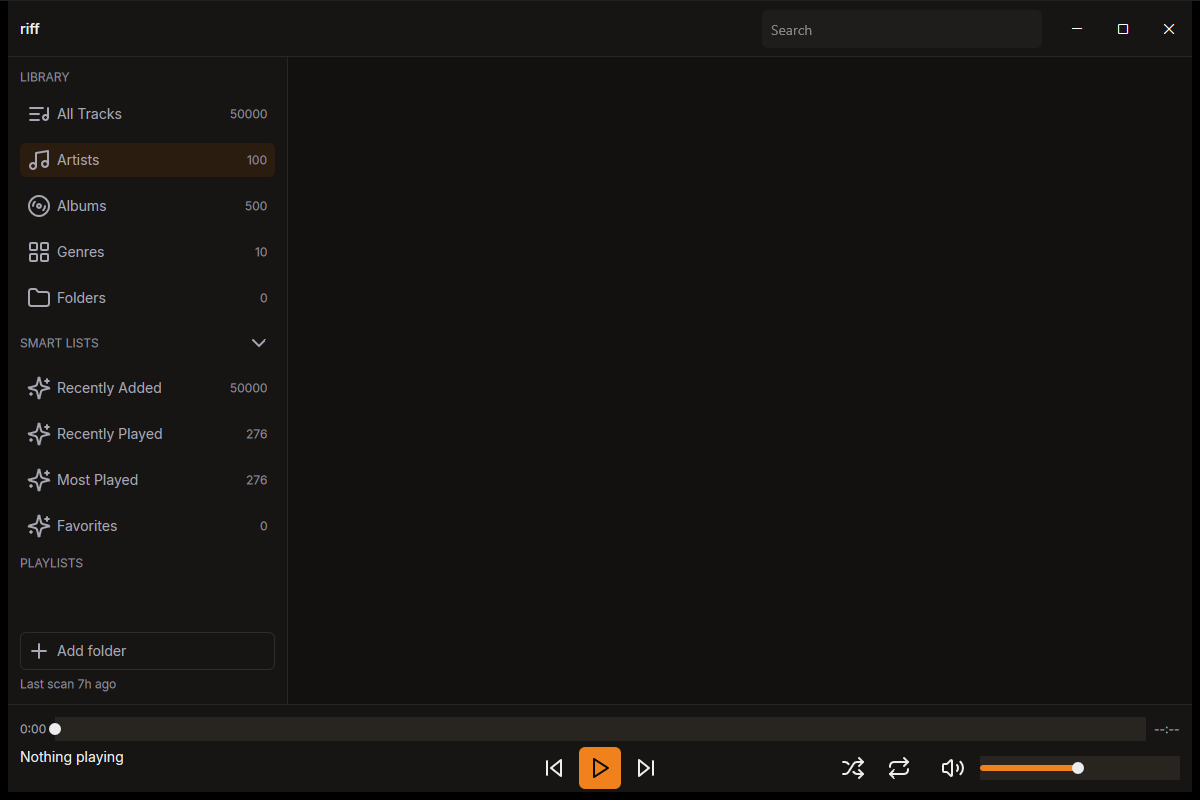 riff
Search
LIBRARY
All Tracks 50000
Artists 100
Albums 500
Genres 10
Folders 0
SMART LISTS
Recently Added 50000
Recently Played 276
Most Played 276
Favorites 0
PLAYLISTS
Add folder
Last scan 7h ago
0:00 --:--
Nothing playing